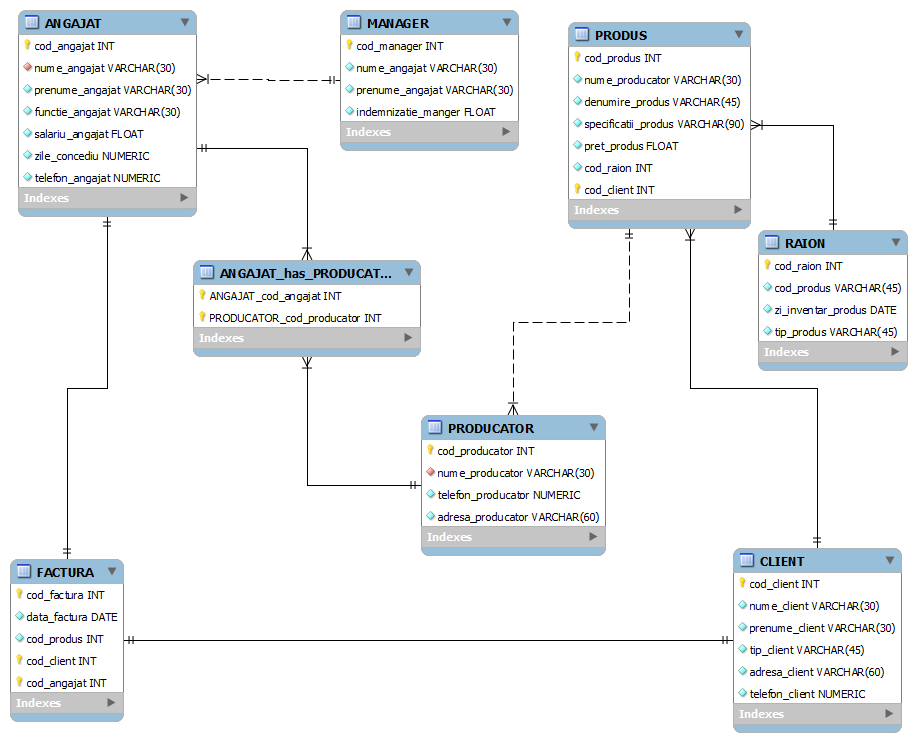 ANGAJAT
cod_angajat INT
nume_angajat VARCHAR(30)
prenume_angajat VARCHAR(30)
functie_angajat VARCHAR(30)
salariu_angajat FLOAT
zile_concediu NUMERIC
telefon_angajat NUMERIC
Indexes
MANAGER
cod_manager INT
nume_angajat VARCHAR(30)
prenume_angajat VARCHAR(30)
indemnizatie_manger FLOAT
Indexes
PRODUS
cod_produs INT
nume_producator VARCHAR(30)
denumire_produs VARCHAR(45)
specificatii_produs VARCHAR(90)
pret_produs FLOAT
cod_raion INT
cod_client INT
Indexes
RAION
cod_raion INT
cod_produs VARCHAR(45)
zi_inventar_produs DATE
tip_produs VARCHAR(45)
Indexes
ANGAJAT_has_PRODUCAT...
ANGAJAT_cod_angajat INT
PRODUCATOR_cod_producator INT
Indexes
PRODUCATOR
cod_producator INT
nume_producator VARCHAR(30)
telefon_producator NUMERIC
adresa_producator VARCHAR(60)
Indexes
FACTURA
cod_factura INT
data_factura DATE
cod_produs INT
cod_client INT
cod_angajat INT
Indexes
CLIENT
cod_client INT
nume_client VARCHAR(30)
prenume_client VARCHAR(30)
tip_client VARCHAR(45)
adresa_client VARCHAR(60)
telefon_client NUMERIC
Indexes